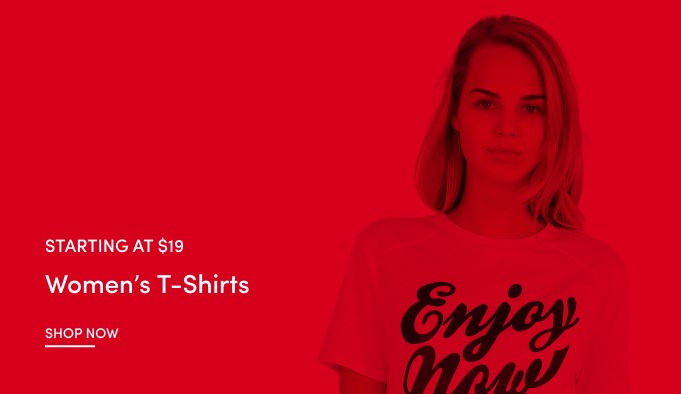 STARTING AT $19
Women's T-Shirts
SHOP NOW
Enjoy
Now